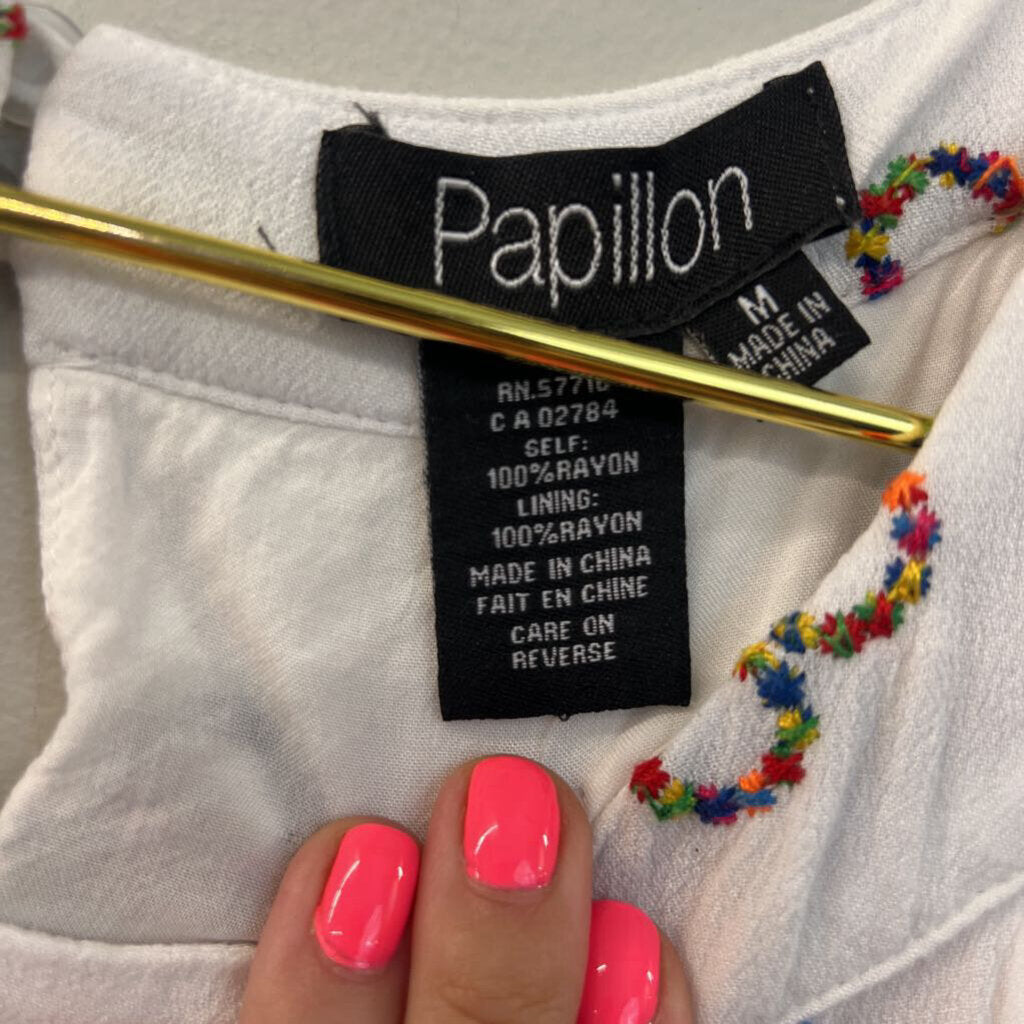 Papillon
M
MADE IN
CHINA
C A 02784
SELF:
100%RAYON
LINING:
100%RAYON
MADE IN CHINA
FAIT EN CHINE
CARE ON
REVERSE